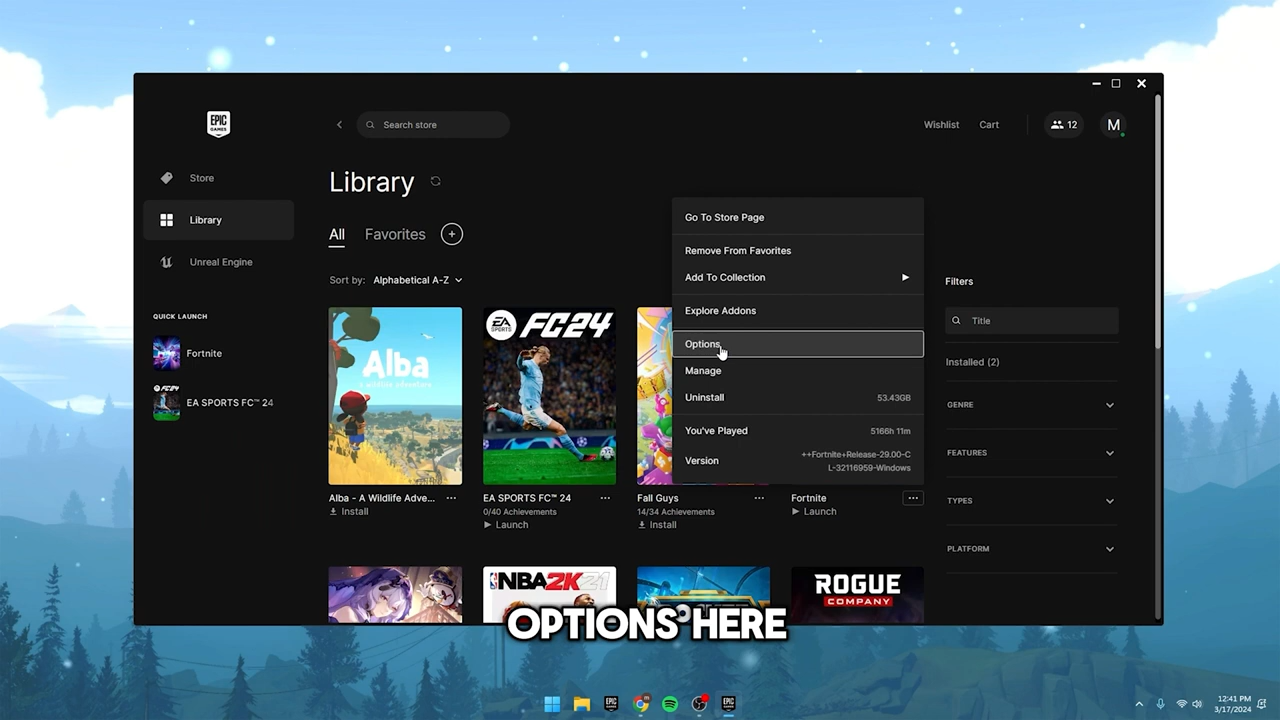 EPIC
GAMES
Search store
Wishlist
Cart
12
M
Store
Library
Unreal Engine
QUICK LAUNCH
Fortnite
EA SPORTS FC™ 24
Library
All
Favorites
Sort by: Alphabetical A-Z
Go To Store Page
Remove From Favorites
Add To Collection
Explore Addons
Options
Manage
Uninstall 53.43GB
You've Played 5166h 11m
Version ++Fortnite+Release-29.00-C
L-32116959-Windows
Filters
Title
Installed (2)
GENRE
FEATURES
TYPES
PLATFORM
Alba
a wildlife adventure
EA
SPORTS
FC24
Alba - A Wildlife Adve...
Install
EA SPORTS FC™ 24
0/40 Achievements
Launch
Fall Guys
14/34 Achievements
Install
Fortnite
Launch
NBA2K21
ROGUE
COMPANY
OPTIONS HERE
12:41 PM
3/17/2024